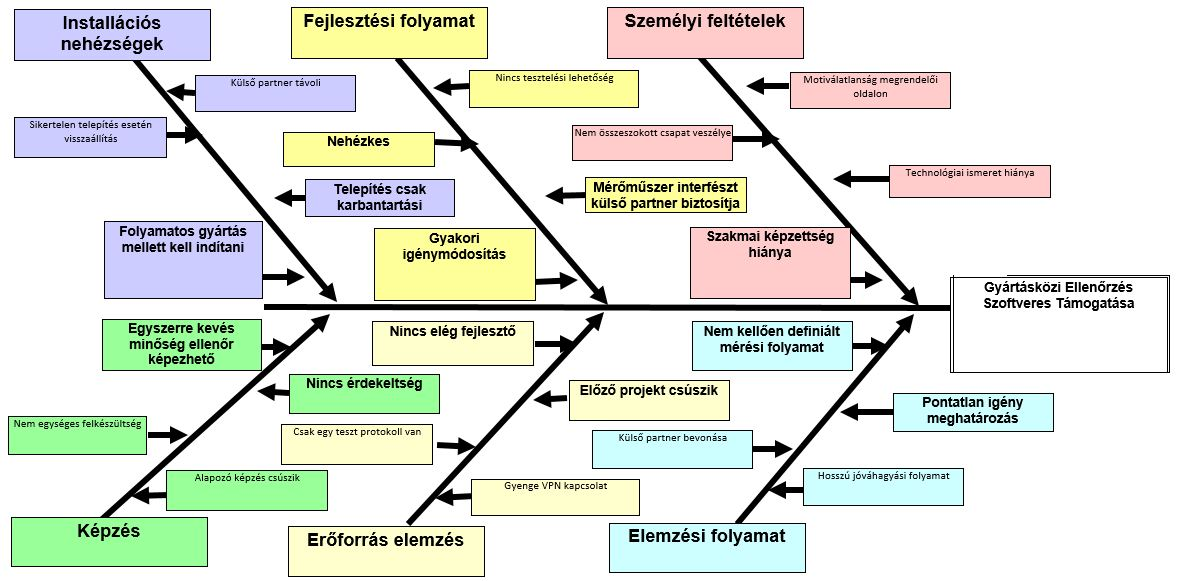 Installációs
nehézségek
Fejlesztési folyamat
Személyi feltételek
Külső partner távoli
Sikertelen telepítés esetén
visszaállítás
Telepítés csak
karbantartási
Folyamatos gyártás
mellett kell indítani
Nincs tesztelési lehetőség
Nehézkes
Mérőműszer interfészt
külső partner biztosítja
Gyakori
igénymódosítás
Motiválatlanság megrendelői
oldalon
Nem összeszokott csapat veszélye
Technológiai ismeret hiánya
Szakmai képzettség
hiánya
Gyártásközi Ellenőrzés
Szoftveres Támogatása
Egyszerre kevés
minőség ellenőr
képezhető
Nincs érdekeltség
Nem egységes felkészültség
Alapozó képzés csúszik
Képzés
Nincs elég fejlesztő
Előző projekt csúszik
Csak egy teszt protokoll van
Gyenge VPN kapcsolat
Erőforrás elemzés
Nem kellően definiált
mérési folyamat
Pontatlan igény
meghatározás
Külső partner bevonása
Hosszú jóváhagyási folyamat
Elemzési folyamat